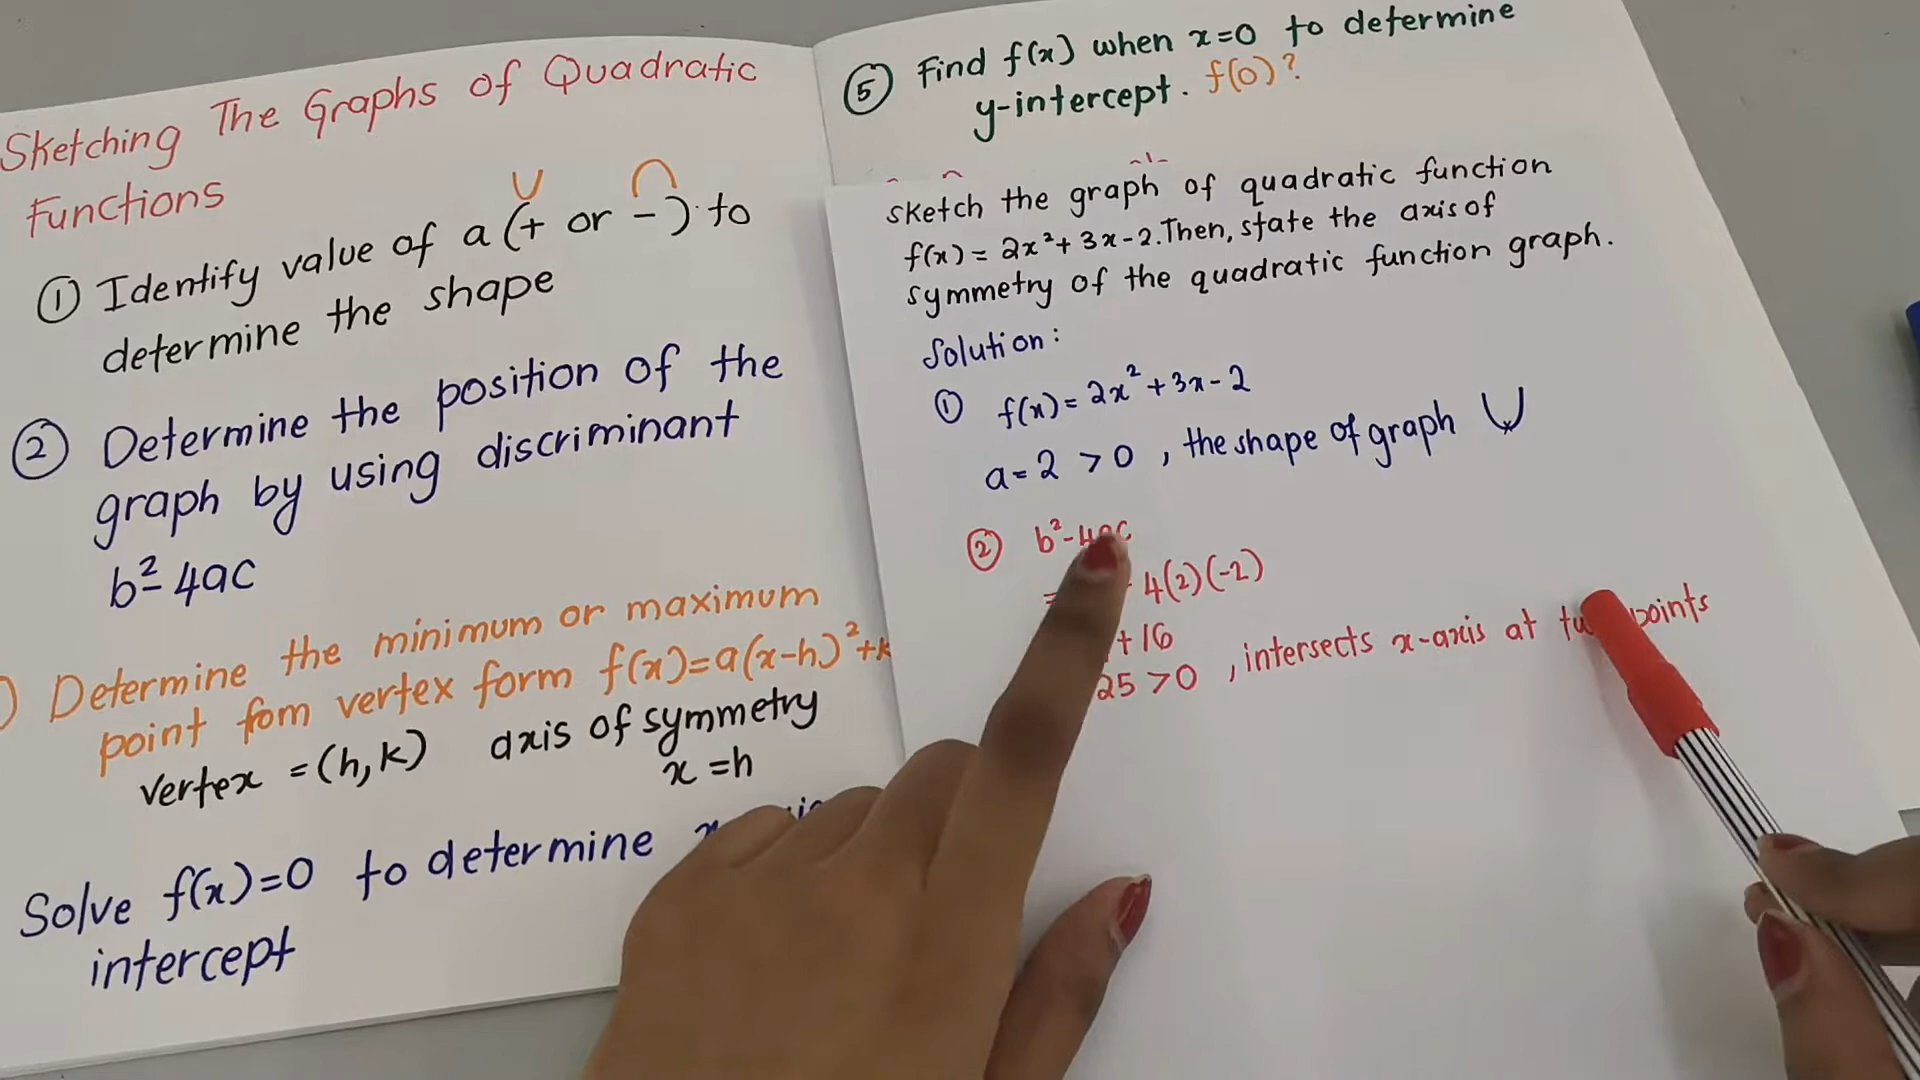 Sketching The Graphs of Quadratic
Functions
① Identify value of a (+ or -) to
determine the shape
② Determine the position of the
graph by using discriminant
b² - 4ac
Determine the minimum or maximum
point fom vertex form f(x)=a(x-h)²+k
vertex = (h,k) axis of symmetry
x = h
Solve f(x)=0 to determine
intercept
⑤ Find f(x) when x=0 to determine
y-intercept. f(0)?
Sketch the graph of quadratic function
f(x) = 2x² + 3x - 2. Then, state the axis of
symmetry of the quadratic function graph.
Solution:
① f(x) = 2x² + 3x - 2
a = 2 > 0, the shape of graph
② b² - 4ac
= 4(2)(-2)
+ 16
25 > 0, intersects x-axis at points